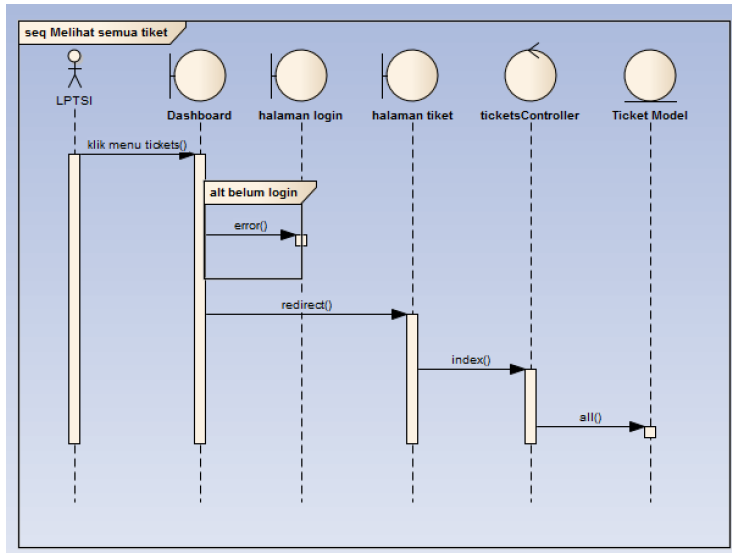 seq Melihat semua tiket
LPTSI
Dashboard
halaman login
halaman tiket
ticketsController
Ticket Model
klik menu tickets()
alt belum login
error()
redirect()
index()
all()